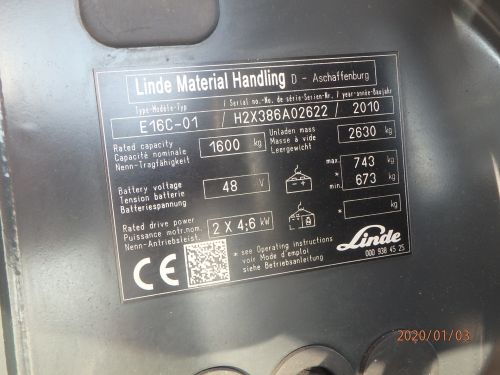 Linde Material Handling D - Aschaffenburg
Type-Modèle-Typ / Serial no.-No. de série-Serien-Nr. / year-année-Baujahr
E16C-01 / H2X386A02622 / 2010
Rated capacity
Capacité nominale
Nenn-Tragfähigkeit
1600 kg
Unladen mass
Masse à vide
Leergewicht
2630 kg
Battery voltage
Tension batterie
Batteriespannung
48 V
max. 743 kg
* min. 673 kg
Rated drive power
Puissance motr.nom.
Nenn-Antriebsleist.
2 X 4;6 kW
* kg
* see Operating instructions
voir Mode d'emploi
siehe Betriebsanleitung
CE
Linde
000 938 45 25
2020/01/03